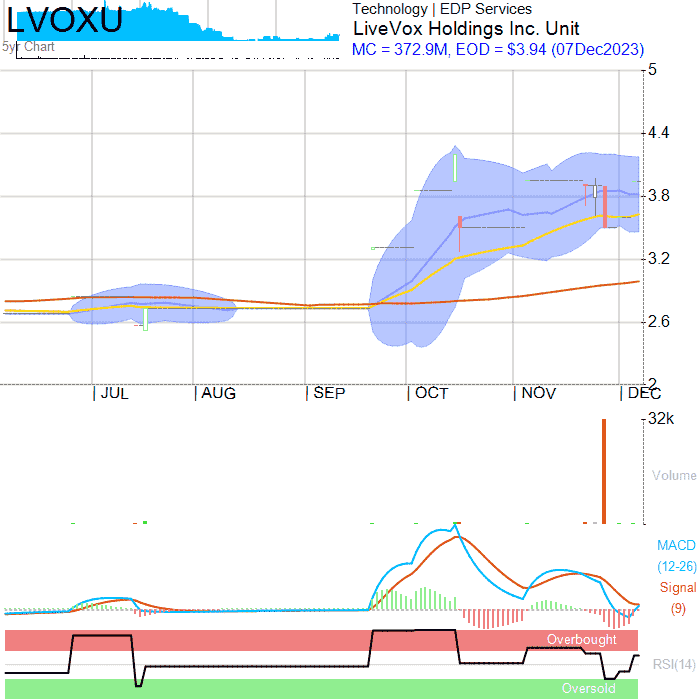 LVOXU
5yr Chart
Technology | EDP Services
LiveVox Holdings Inc. Unit
MC = 372.9M, EOD = $3.94 (07Dec2023)
5
4.4
3.8
3.2
2.6
2
JUL
AUG
SEP
OCT
NOV
DEC
32k
Volume
MACD
(12-26)
Signal
(9)
Overbought
RSI(14)
Oversold